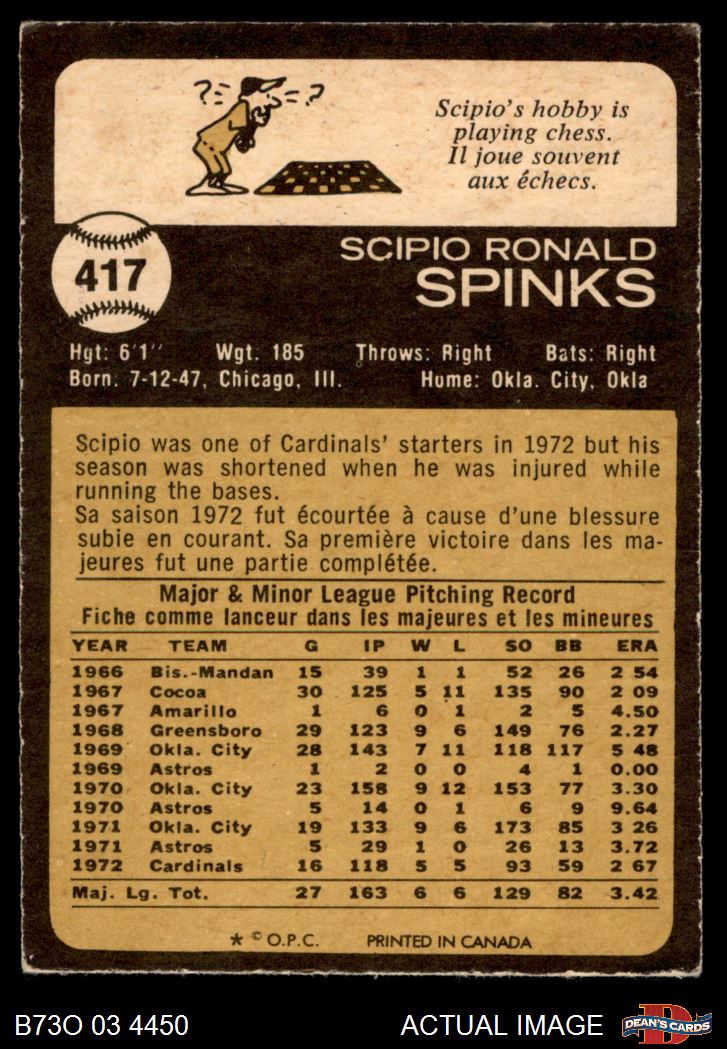 ? ?
Scipio's hobby is
playing chess.
Il joue souvent
aux échecs.
417
SCIPIO RONALD
SPINKS
Hgt: 6'1" Wgt. 185 Throws: Right Bats: Right
Born: 7-12-47, Chicago, Ill. Home: Okla. City, Okla
Scipio was one of Cardinals' starters in 1972 but his
season was shortened when he was injured while
running the bases.
Sa saison 1972 fut écourtée à cause d'une blessure
subie en courant. Sa première victoire dans les ma-
jeures fut une partie complétée.
Major & Minor League Pitching Record
Fiche comme lanceur dans les majeures et les mineures
YEAR TEAM G IP W L SO BB ERA
1966 Bis.-Mandan 15 39 1 1 52 26 2 54
1967 Cocoa 30 125 5 11 135 90 2 09
1967 Amarillo 1 6 0 1 2 5 4.50
1968 Greensboro 29 123 9 6 149 76 2.27
1969 Okla. City 28 143 7 11 118 117 5 48
1969 Astros 1 2 0 0 4 1 0.00
1970 Okla. City 23 158 9 12 153 77 3.30
1970 Astros 5 14 0 1 6 9 9.64
1971 Okla. City 19 133 9 6 173 85 3 26
1971 Astros 5 29 1 0 26 13 3.72
1972 Cardinals 16 118 5 5 93 59 2 67
Maj. Lg. Tot. 27 163 6 6 129 82 3.42
* © O.P.C. PRINTED IN CANADA
B73O 03 4450 ACTUAL IMAGE D DEAN'S CARDS